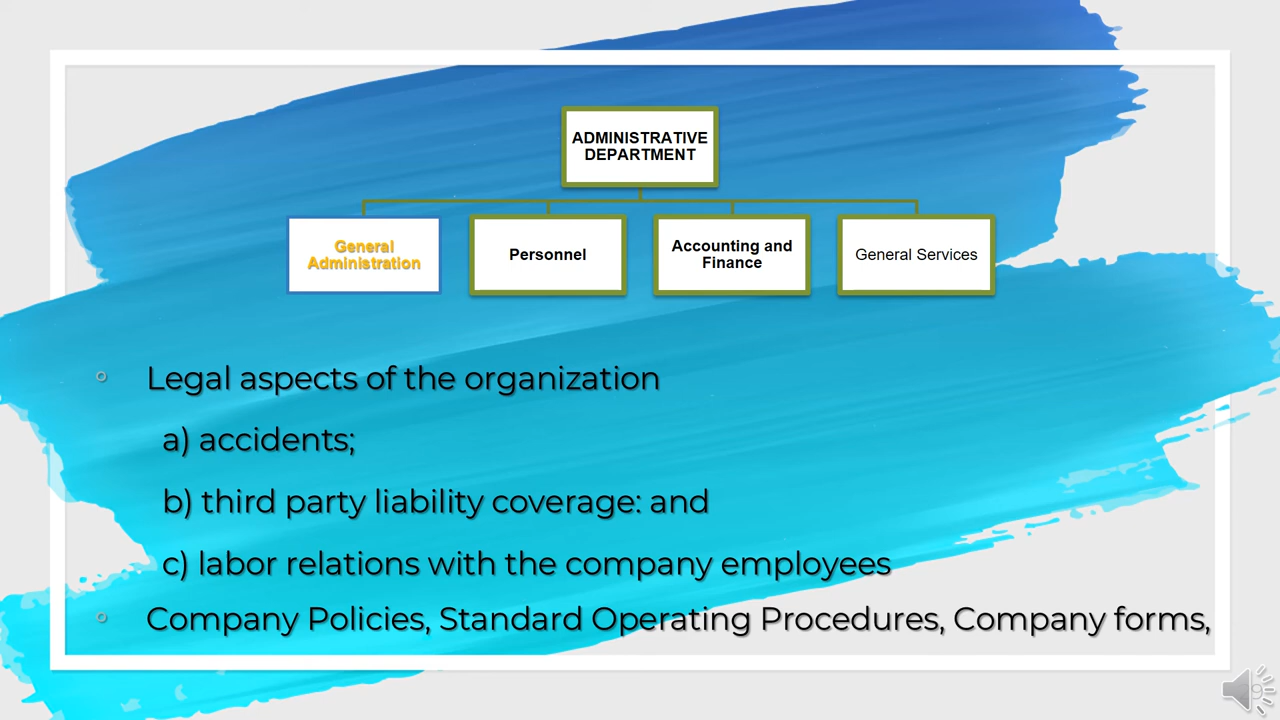 ADMINISTRATIVE
DEPARTMENT
General
Administration
Personnel
Accounting and
Finance
General Services
Legal aspects of the organization
a) accidents;
b) third party liability coverage: and
c) labor relations with the company employees
Company Policies, Standard Operating Procedures, Company forms,
9